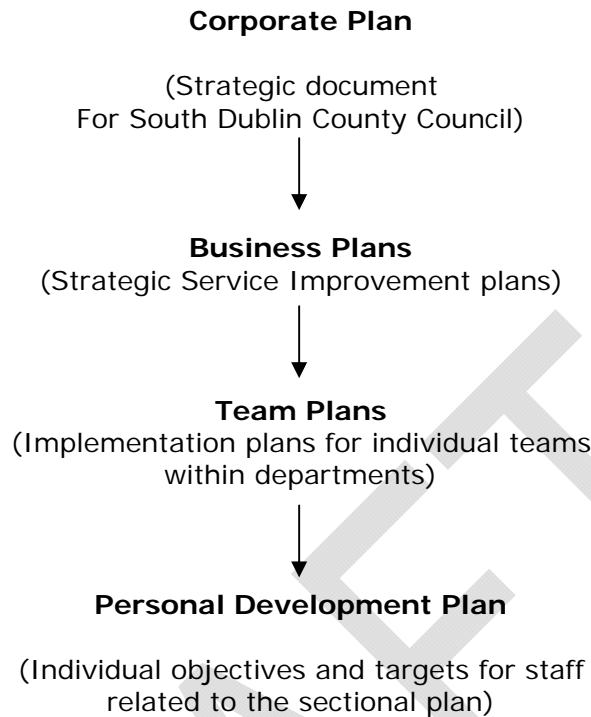 Corporate Plan
(Strategic document
For South Dublin County Council)
Business Plans
(Strategic Service Improvement plans)
Team Plans
(Implementation plans for individual teams
within departments)
Personal Development Plan
(Individual objectives and targets for staff
related to the sectional plan)